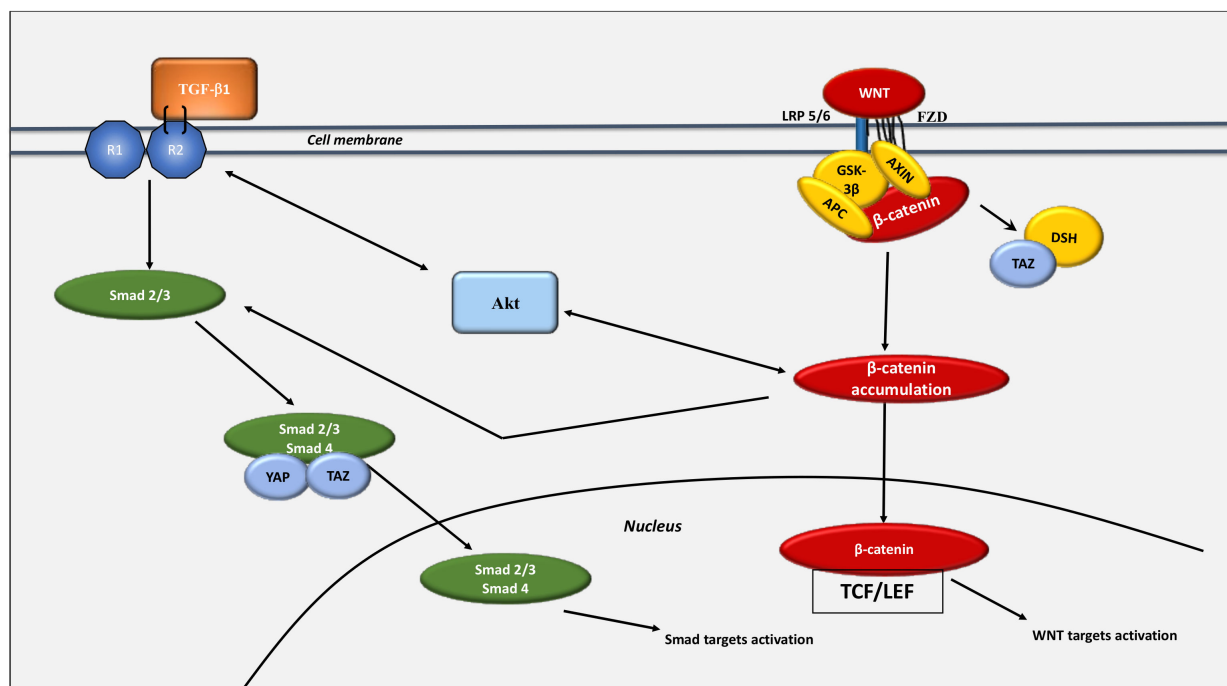 TGF-β1
WNT
LRP 5/6
FZD
R1
R2
Cell membrane
GSK-
3β
AXIN
APC
β-catenin
DSH
TAZ
Smad 2/3
Akt
β-catenin
accumulation
Smad 2/3
Smad 4
YAP
TAZ
Nucleus
β-catenin
TCF/LEF
Smad 2/3
Smad 4
Smad targets activation
WNT targets activation